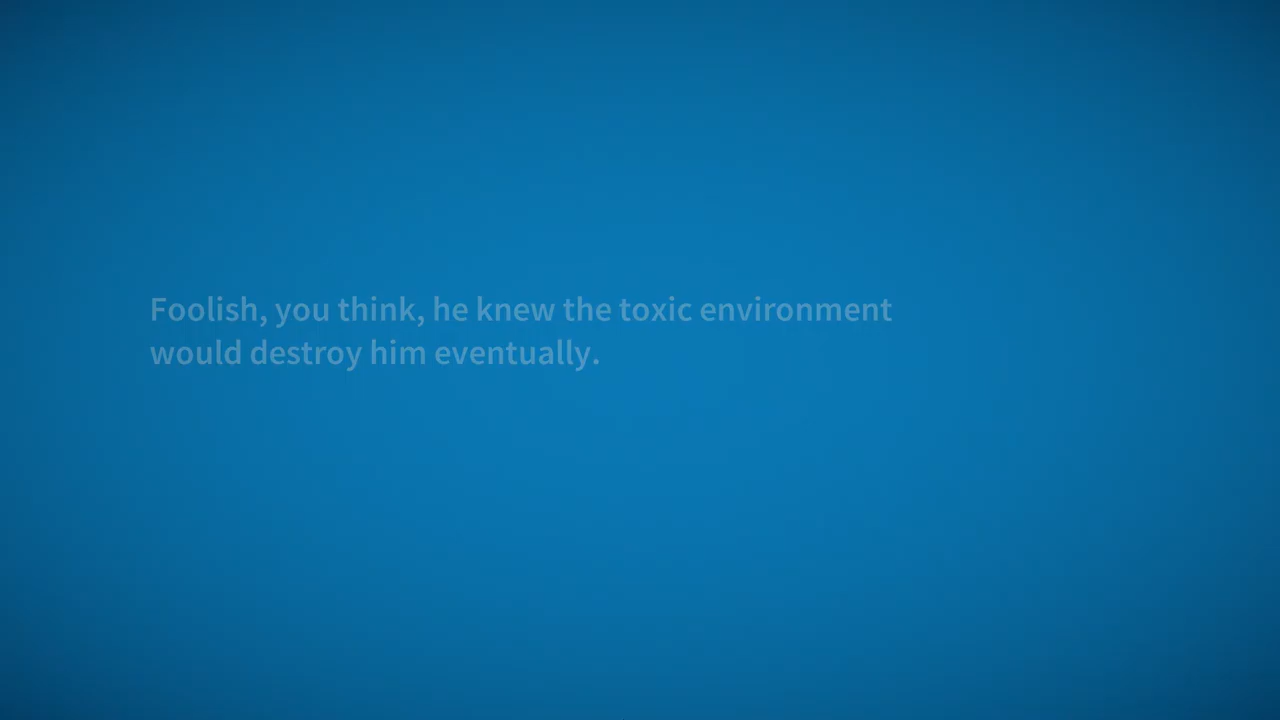 Foolish, you think, he knew the toxic environment
would destroy him eventually.